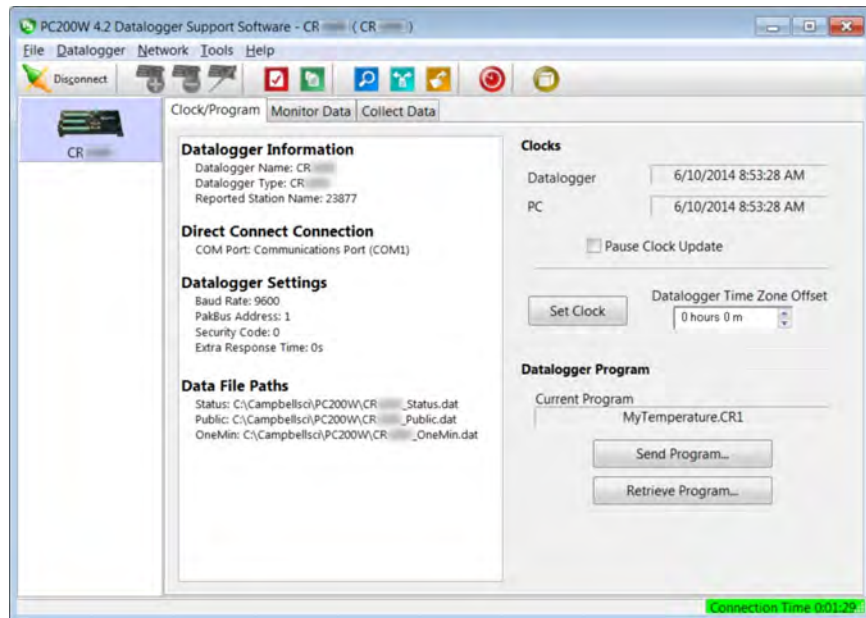 PC200W 4.2 Datalogger Support Software - CR ( CR )
File Datalogger Network Tools Help
Disconnect
CR
Clock/Program Monitor Data Collect Data
Datalogger Information
Datalogger Name: CR
Datalogger Type: CR
Reported Station Name: 23877
Direct Connect Connection
COM Port: Communications Port (COM1)
Datalogger Settings
Baud Rate: 9600
PakBus Address: 1
Security Code: 0
Extra Response Time: 0s
Data File Paths
Status: C:\Campbellsci\PC200W\CR _Status.dat
Public: C:\Campbellsci\PC200W\CR _Public.dat
OneMin: C:\Campbellsci\PC200W\CR _OneMin.dat
Clocks
Datalogger 6/10/2014 8:53:28 AM
PC 6/10/2014 8:53:28 AM
Pause Clock Update
Datalogger Time Zone Offset
Set Clock 0 hours 0 m
Datalogger Program
Current Program
MyTemperature.CR1
Send Program...
Retrieve Program...
Connection Time 0:01:29